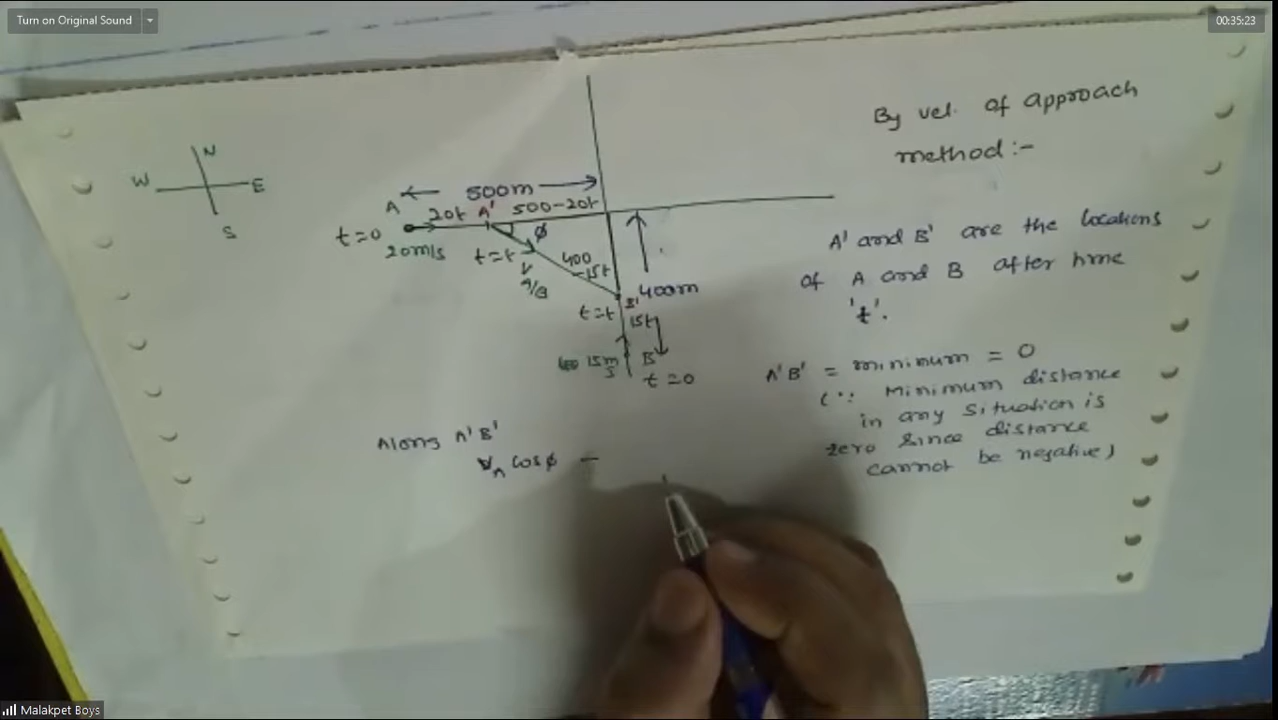 Turn on Original Sound
00:35:23
By vel. of approach
method:-
N
W E
S
500m
A 20t A' 500-20t
t=0
20m/s t=t φ
400
-15t
V
A/B
400m
B'
t=t
15t
15m
s
B
t=0
A' and B' are the locations
of A and B after time
't'.
A'B' = minimum = 0
(∵ Minimum distance
in any situation is
zero since distance
cannot be negative)
Along A'B'
cosφ -
Malakpet Boys